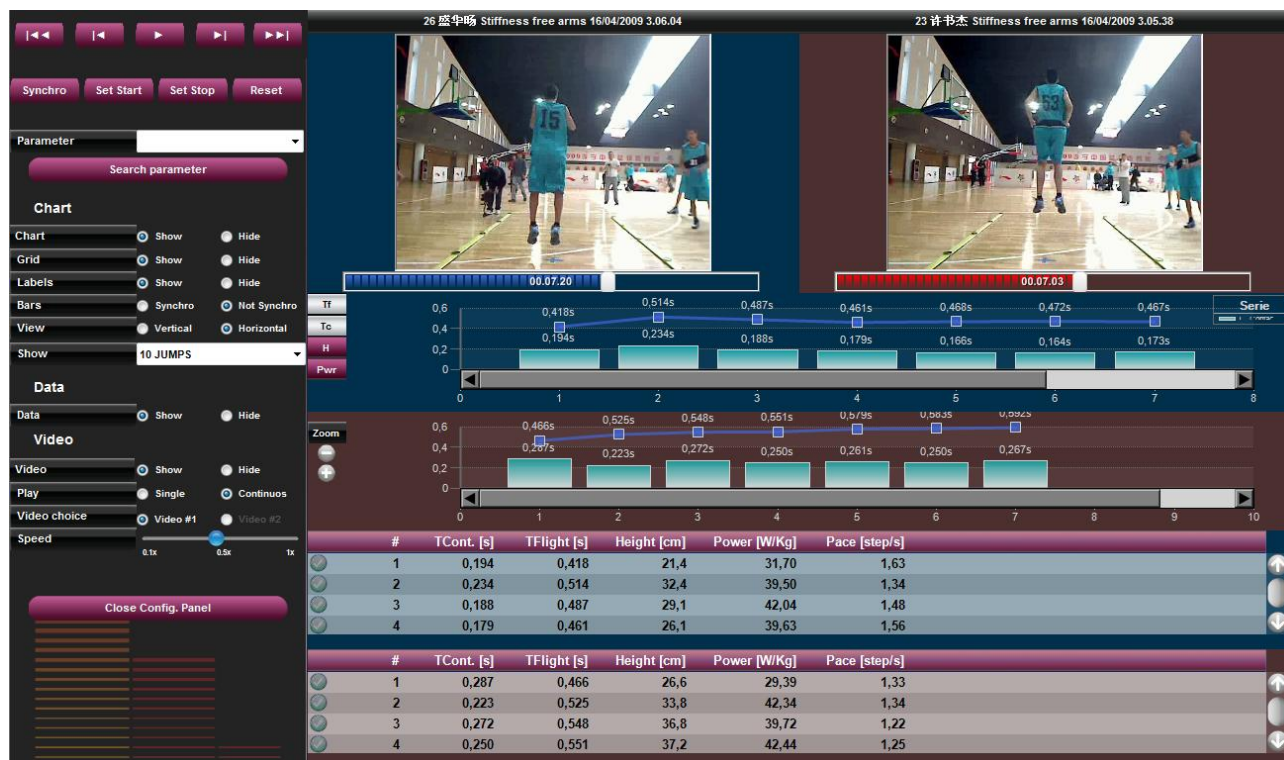 26 盛华旸 Stiffness free arms 16/04/2009 3.06.04
23 许书杰 Stiffness free arms 16/04/2009 3.05.38
Synchro Set Start Set Stop Reset
Parameter
Search parameter
Chart
Chart Show Hide
Grid Show Hide
Labels Show Hide
Bars Synchro Not Synchro
View Vertical Horizontal
Show 10 JUMPS
Data
Data Show Hide
Video
Video Show Hide
Play Single Continuos
Video choice Video #1 Video #2
Speed
0.1x 0.5x 1x
Close Config. Panel
15
53
00.07.20
00.07.03
Tf
Tc
H
Pwr
Serie
0,6
0,4
0,2
0
0,418s 0,514s 0,487s 0,461s 0,468s 0,472s 0,467s
0,194s 0,234s 0,188s 0,179s 0,166s 0,164s 0,173s
0 1 2 3 4 5 6 7 8
Zoom
0,6
0,4
0,2
0
0,466s 0,525s 0,548s 0,551s 0,579s 0,583s 0,592s
0,287s 0,223s 0,272s 0,250s 0,261s 0,250s 0,267s
0 1 2 3 4 5 6 7 8 9 10
# TCont. [s] TFlight [s] Height [cm] Power [W/Kg] Pace [step/s]
1 0,194 0,418 21,4 31,70 1,63
2 0,234 0,514 32,4 39,50 1,34
3 0,188 0,487 29,1 42,04 1,48
4 0,179 0,461 26,1 39,63 1,56
# TCont. [s] TFlight [s] Height [cm] Power [W/Kg] Pace [step/s]
1 0,287 0,466 26,6 29,39 1,33
2 0,223 0,525 33,8 42,34 1,34
3 0,272 0,548 36,8 39,72 1,22
4 0,250 0,551 37,2 42,44 1,25